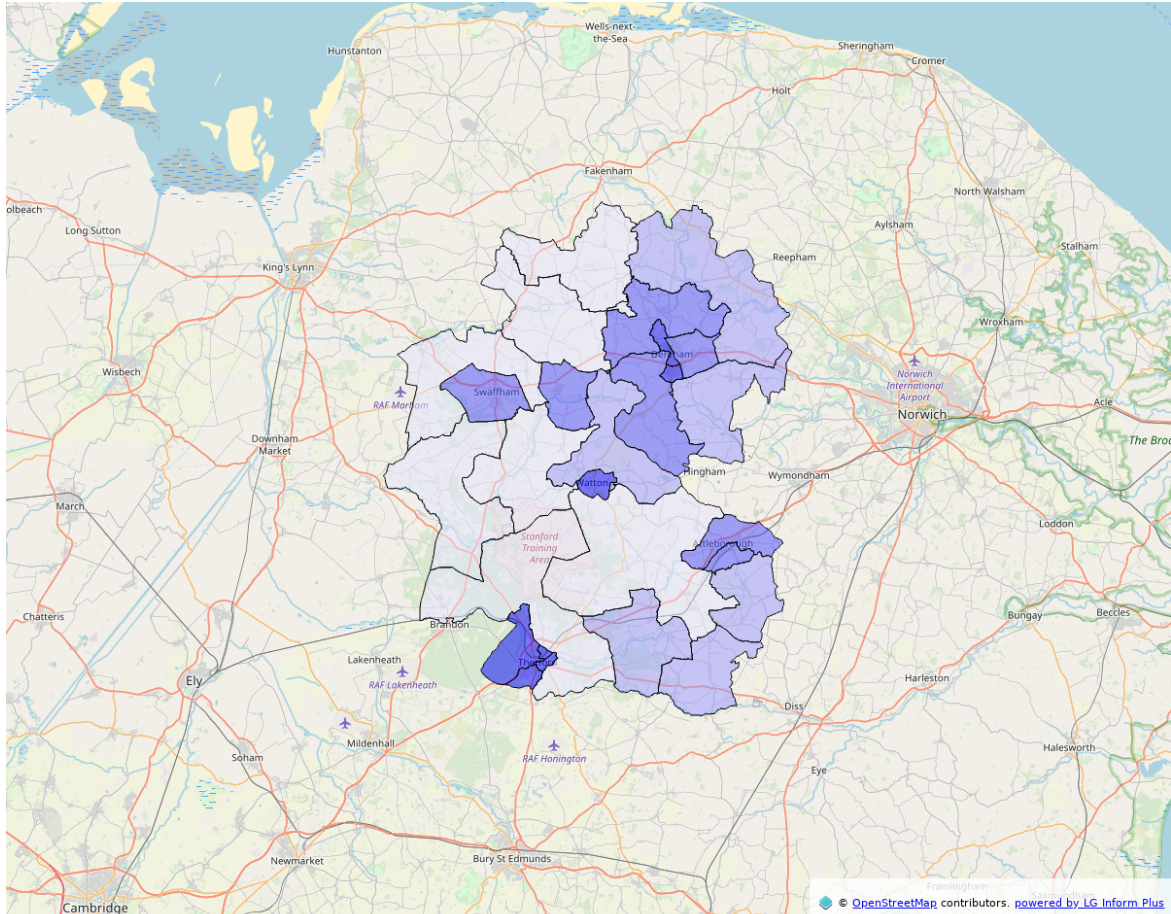 Wells-next
-the-Sea
Hunstanton
Sheringham
Cromer
Holt
Fakenham
North Walsham
olbeach
Long Sutton
Aylsham
Stalham
Reepham
King's Lynn
Wroxham
Dereham
Wisbech
Norwich
International
Airport
Swaffham
RAF Marham
Acle
Norwich
Downham
Market
The Broa
Hingham
Wymondham
Watton
March
Loddon
Stanford
Training
Area
Attleborough
Chatteris
Brandon
Bungay
Beccles
Lakenheath
Thetford
RAF Lakenheath
Ely
Harleston
Diss
Mildenhall
Halesworth
Soham
RAF Honington
Eye
Newmarket
Bury St Edmunds
Framlingham
Saxmundham
© OpenStreetMap contributors. powered by LG Inform Plus
Cambridge